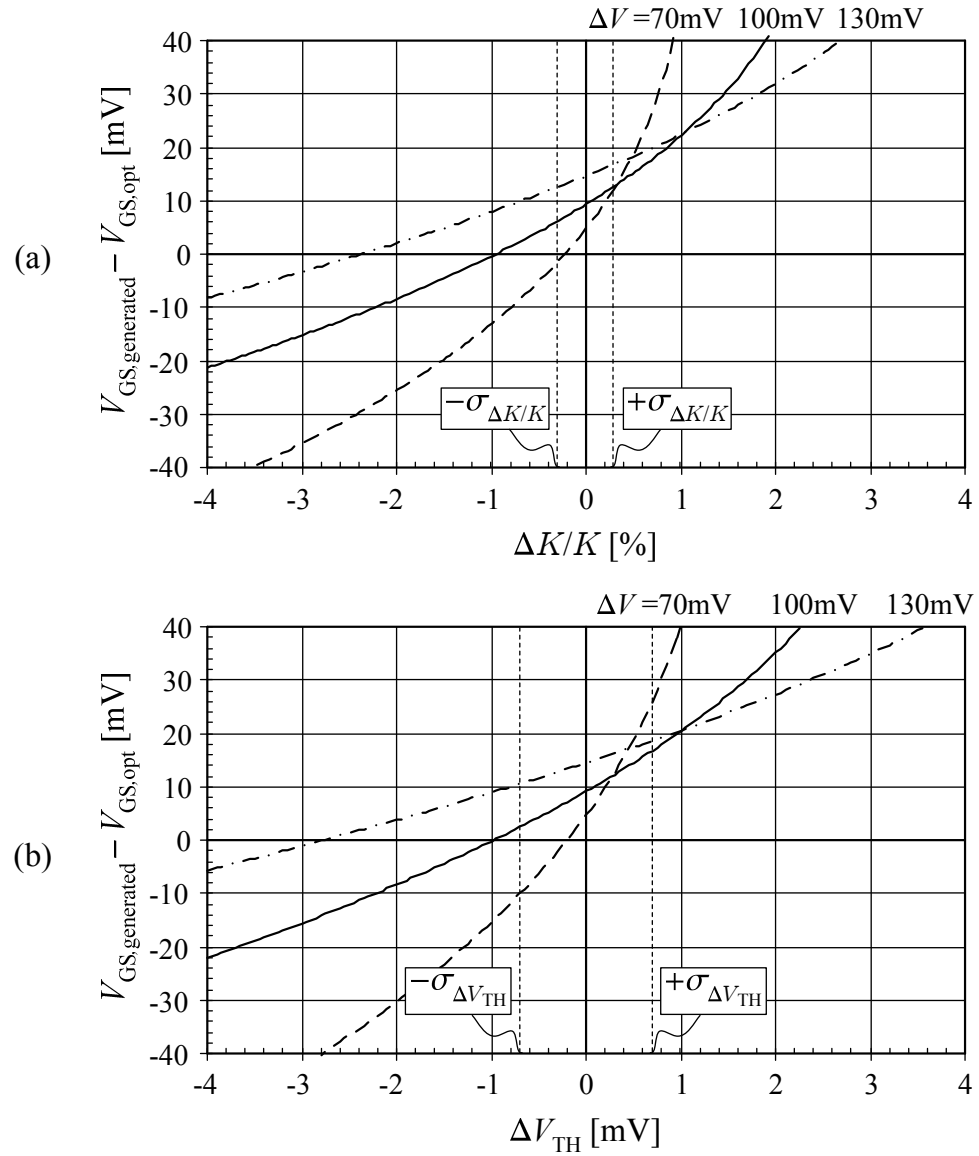 ΔV =70mV 100mV 130mV
40
30
20
10
0
-10
-20
-30
-40
V_GS,generated − V_GS,opt [mV]
(a)
−σ_ΔK/K
+σ_ΔK/K
-4 -3 -2 -1 0 1 2 3 4
ΔK/K [%]
ΔV =70mV 100mV 130mV
40
30
20
10
0
-10
-20
-30
-40
V_GS,generated − V_GS,opt [mV]
(b)
−σ_ΔV_TH
+σ_ΔV_TH
-4 -3 -2 -1 0 1 2 3 4
ΔV_TH [mV]